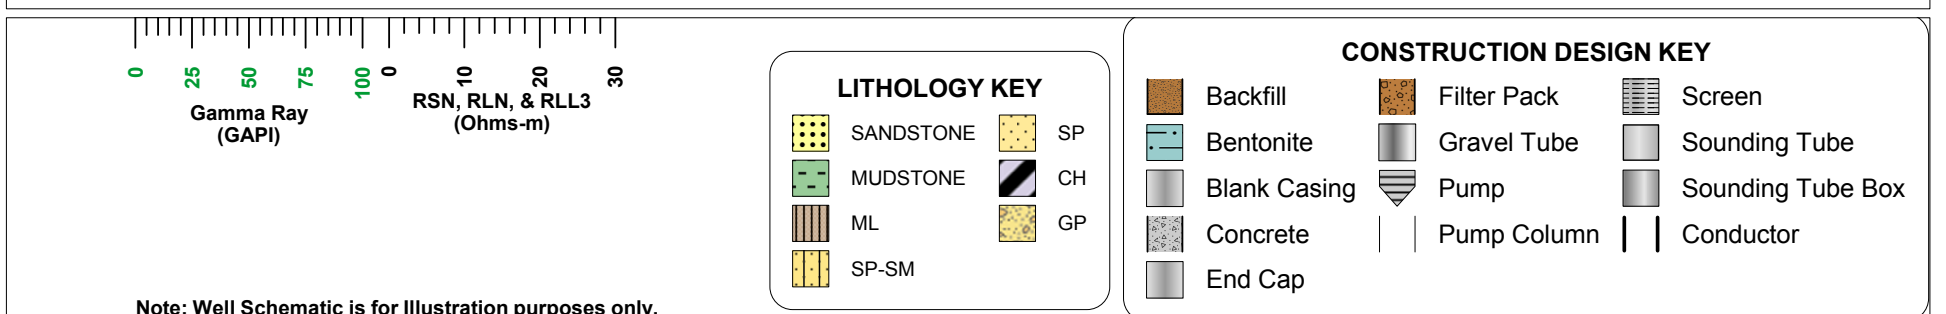 0 25 50 75 100 0 10 20 30
Gamma Ray
(GAPI)
RSN, RLN, & RLL3
(Ohms-m)
Note: Well Schematic is for Illustration purposes only.
LITHOLOGY KEY
SANDSTONE
MUDSTONE
ML
SP-SM
SP
CH
GP
CONSTRUCTION DESIGN KEY
Backfill
Bentonite
Blank Casing
Concrete
End Cap
Filter Pack
Gravel Tube
Pump
Pump Column
Screen
Sounding Tube
Sounding Tube Box
Conductor